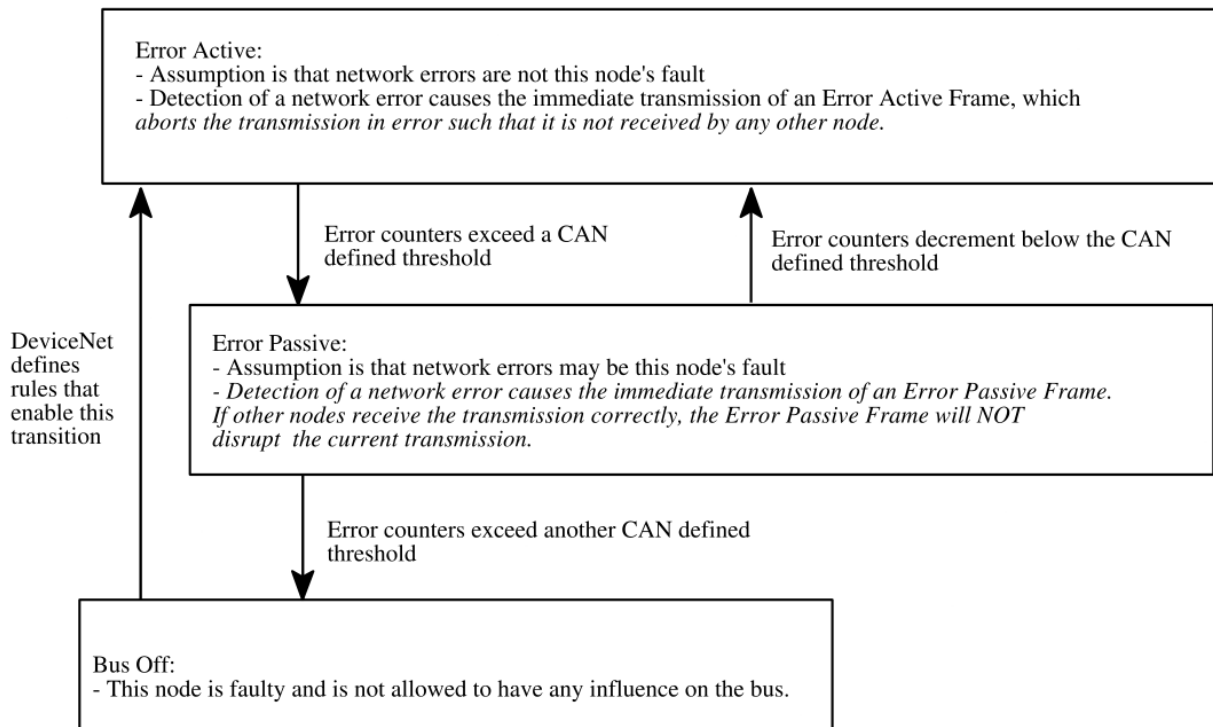 Error Active:
- Assumption is that network errors are not this node's fault
- Detection of a network error causes the immediate transmission of an Error Active Frame, which
aborts the transmission in error such that it is not received by any other node.
Error counters exceed a CAN
defined threshold
Error counters decrement below the CAN
defined threshold
DeviceNet
defines
rules that
enable this
transition
Error Passive:
- Assumption is that network errors may be this node's fault
- Detection of a network error causes the immediate transmission of an Error Passive Frame.
If other nodes receive the transmission correctly, the Error Passive Frame will NOT
disrupt the current transmission.
Error counters exceed another CAN defined
threshold
Bus Off:
- This node is faulty and is not allowed to have any influence on the bus.